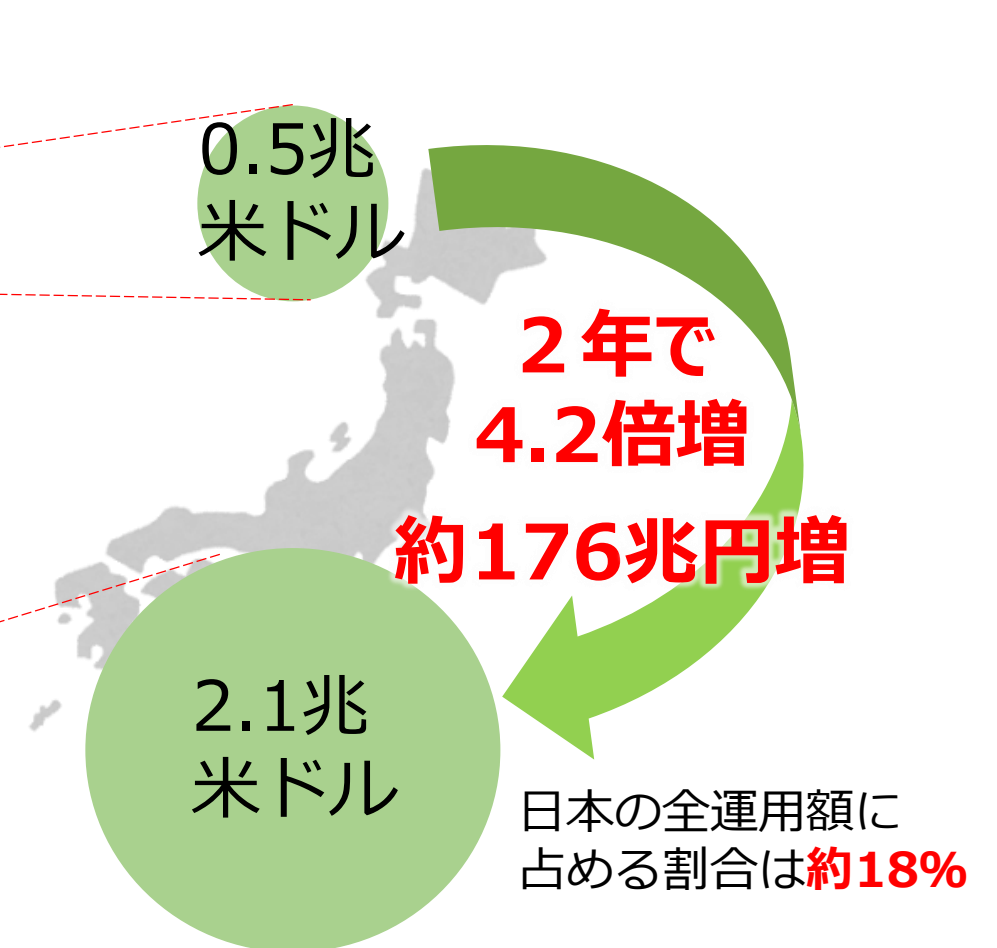 0.5兆
米ドル
２年で
4.2倍増
約176兆円増
2.1兆
米ドル
日本の全運用額に
占める割合は約18%